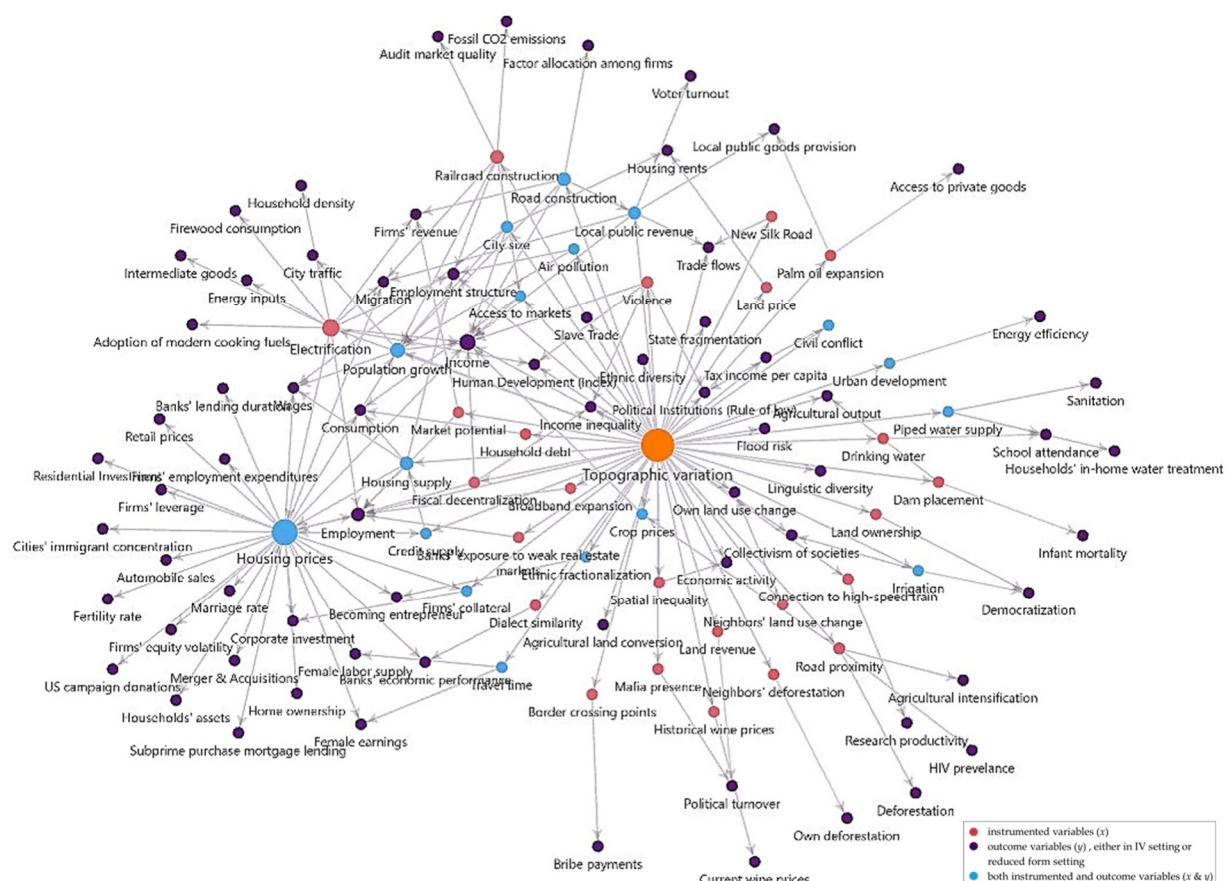 Fossil CO2 emissions
Audit market quality
Factor allocation among firms
Voter turnout
Local public goods provision
Housing rents
Railroad construction
Access to private goods
Road construction
Household density
Firewood consumption
Firms' revenue
Local public revenue
New Silk Road
City size
Trade flows
Air pollution
Intermediate goods
City traffic
Palm oil expansion
Energy inputs
Migration
Employment structure
Violence
Land price
Access to markets
Adoption of modern cooking fuels
Slave Trade
State fragmentation
Energy efficiency
Electrification
Civil conflict
Population growth
Income
Human Development (index)
Ethnic diversity
Tax income per capita
Urban development
Sanitation
Banks' lending duration
Wages
Political Institutions (Rule of law)
Agricultural output
Retail prices
Consumption
Market potential
Income inequality
Flood risk
Piped water supply
Household debt
Drinking water
School attendance
Households' in-home water treatment
Residential Investment
Firms' employment expenditures
Housing supply
Topographic variation
Linguistic diversity
Dam placement
Firms' leverage
Fiscal decentralization
Broadband expansion
Own land use change
Land ownership
Cities' immigrant concentration
Housing prices
Employment
Credit supply
Crop prices
Collectivism of societies
Infant mortality
Banks' exposure to weak real estate
markets
Automobile sales
Ethnic fractionalization
Economic activity
Irrigation
Fertility rate
Marriage rate
Becoming entrepreneur
Firms' collateral
Spatial inequality
Connection to high-speed train
Democratization
Firms' equity volatility
Corporate investment
Dialect similarity
Agricultural land conversion
Neighbors' land use change
Land revenue
Road proximity
US campaign donations
Merger & Acquisitions
Female labor supply
Banks' economic performance
Travel time
Mafia presence
Neighbors' deforestation
Agricultural intensification
Households' assets
Home ownership
Border crossing points
Historical wine prices
Subprime purchase mortgage lending
Female earnings
Research productivity
HIV prevelance
Political turnover
Deforestation
Own deforestation
Bribe payments
Current wine prices
instrumented variables (x)
outcome variables (y) , either in IV setting or
reduced form setting
both instrumented and outcome variables (x & y)